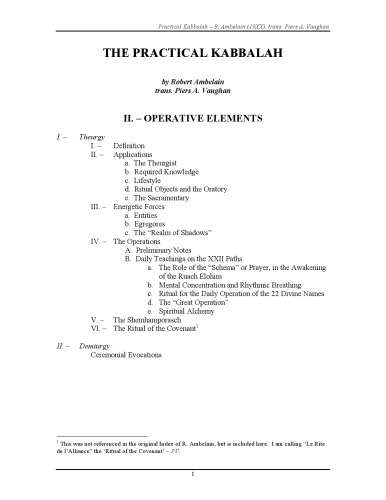 Practical Kabbalah – R. Ambelain (19XX). trans. Piers A. Vaughan
THE PRACTICAL KABBALAH
by Robert Ambelain
trans. Piers A. Vaughan
II. – OPERATIVE ELEMENTS
I. – Theurgy
I. – Definition
II. – Applications
a. The Theurgist
b. Required Knowledge
c. Lifestyle
d. Ritual Objects and the Oratory
e. The Sacramentary
III. – Energetic Forces
a. Entities
b. Egregores
c. The “Realm of Shadows”
IV. – The Operations
A. Preliminary Notes
B. Daily Teachings on the XXII Paths
a. The Role of the “Schema” or Prayer, in the Awakening
of the Ruach Elohim
b. Mental Concentration and Rhythmic Breathing
c. Ritual for the Daily Operation of the 22 Divine Names
d. The “Great Operation”
e. Spiritual Alchemy
V. – The Shemhamporasch
VI. – The Ritual of the Covenant1
II. – Demiurgy
Ceremonial Evocations
1 This was not referenced in the original Index of R. Ambelain, but is included here. I am calling “Le Rite
de l’Alliance” the ‘Ritual of the Covenant’ – PV.
1